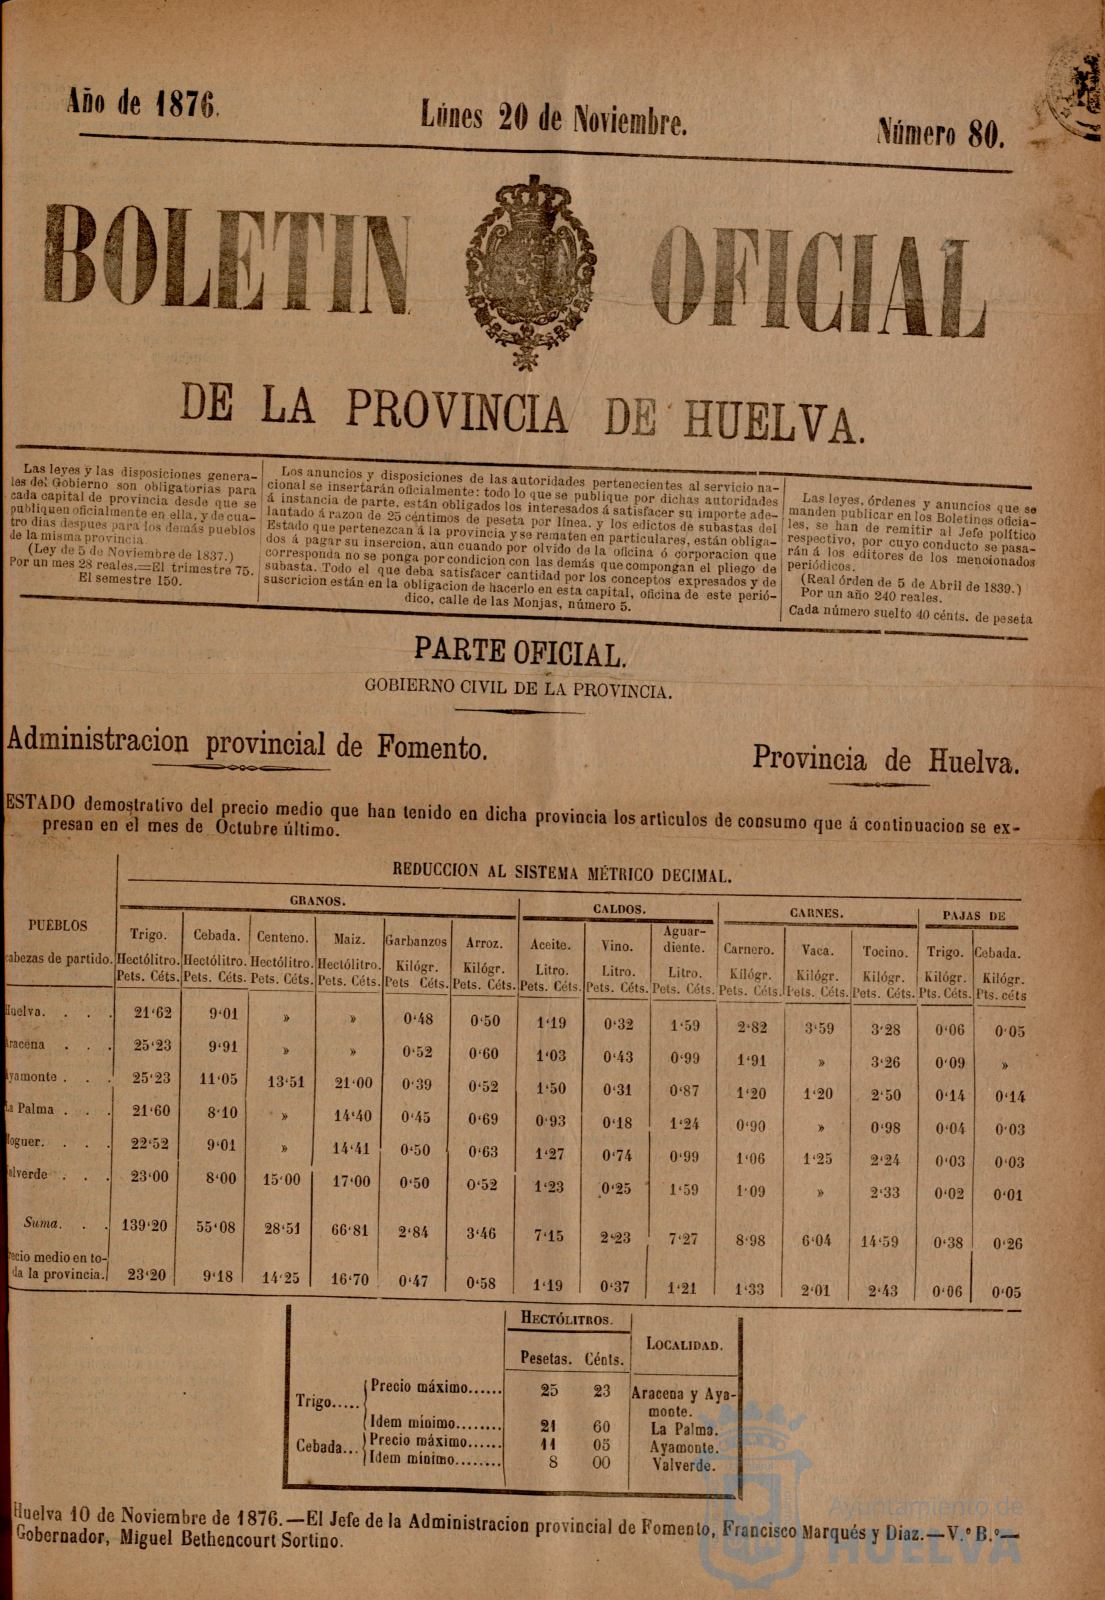 Año de 1876.
Lúnes 20 de Noviembre.
Número 80.
BOLETIN OFICIAL
DE LA PROVINCIA DE HUELVA.
Las leyes y las disposiciones genera-
les del Gobierno son obligatorias para
cada capital de provincia desde que se
publiquen oficialmente en ella, y de cua-
tro dias despues para los demás pueblos
de la misma provincia.
(Ley de 5 de Noviembre de 1837.)
Por un mes 28 reales.=El trimestre 75.
El semestre 150.
Los anuncios y disposiciones de las autoridades pertenecientes al servicio na-
cional se insertarán oficialmente: todo lo que se publique por dichas autoridades
á instancia de parte, están obligados los interesados á satisfacer su importe ade-
lantado á razon de 25 céntimos de peseta por línea. y los edictos de subastas del
Estado que pertenezcan á la provincia y se rematen en particulares, están obliga-
dos á pagar su insercion, aun cuando por olvido de la oficina ó corporacion que
corresponda no se ponga por condicion con las demás que compongan el pliego de
subasta. Todo el que deba satisfacer cantidad por los conceptos expresados y de
suscricion están en la obligacion de hacerlo en esta capital, oficina de este perió-
dico, calle de las Monjas, número 5.
Las leyes, órdenes y anuncios que se
manden publicar en los Boletines oficia-
les, se han de remitir al Jefe político
respectivo, por cuyo conducto se pasa-
rán á los editores de los mencionados
periódicos.
(Real órden de 5 de Abril de 1839.)
Por un año 240 reales.
Cada número suelto 40 cénts. de peseta
PARTE OFICIAL.
GOBIERNO CIVIL DE LA PROVINCIA.
Administracion provincial de Fomento.
Provincia de Huelva.
ESTADO demostrativo del precio medio que han tenido en dicha provincia los articulos de consumo que á continuacion se ex-
presan en el mes de Octubre último.
REDUCCION AL SISTEMA MÉTRICO DECIMAL.
PUEBLOS GRANOS. CALDOS. CARNES. PAJAS DE
cabezas de partido. Trigo. Cebada. Centeno. Maiz. Garbanzos Arroz. Aceite. Vino. Aguar-diente. Carnero. Vaca. Tocino. Trigo. Cebada.
Hectólitro. Hectólitro. Hectólitro. Hectólitro. Kilógr. Kilógr. Litro. Litro. Litro. Kilógr. Kilógr. Kilógr. Kilógr. Kilógr.
Pets. Céts. Pets. Céts. Pets. Céts. Pets. Céts. Pets Céts. Pets. Céts. Pets. Céts. Pets. Céts. Pets. Céts. Pets. Céts. Pets. Céts. Pets. Céts. Pts. Céts. Pts. céts
Huelva. . . . 21‘62 9‘01 » » 0‘48 0‘50 1‘19 0‘32 1‘59 2‘82 3‘59 3‘28 0‘06 0‘05
Aracena . . . 25‘23 9‘91 » » 0‘52 0‘60 1‘03 0‘43 0‘99 1‘91 » 3‘26 0‘09 »
Ayamonte . . . 25‘23 11‘05 13‘51 21‘00 0‘39 0‘52 1‘50 0‘31 0‘87 1‘20 1‘20 2‘50 0‘14 0‘14
La Palma . . . 21‘60 8‘10 » 14‘40 0‘45 0‘69 0‘93 0‘18 1‘24 0‘90 » 0‘98 0‘04 0‘03
Moguer. . . . 22‘52 9‘01 » 14‘41 0‘50 0‘63 1‘27 0‘74 0‘99 1‘06 1‘25 2‘24 0‘03 0‘03
Valverde . . . 23‘00 8‘00 15‘00 17‘00 0‘50 0‘52 1‘23 0‘25 1‘59 1‘09 » 2‘33 0‘02 0‘01
Suma. . . 139‘20 55‘08 28‘51 66‘81 2‘84 3‘46 7‘15 2‘23 7‘27 8‘98 6‘04 14‘59 0‘38 0‘26
Precio medio en to-
da la provincia. 23‘20 9‘18 14‘25 16‘70 0‘47 0‘58 1‘19 0‘37 1‘21 1‘33 2‘01 2‘43 0‘06 0‘05
HECTÓLITROS.
Pesetas. Cénts. LOCALIDAD.
Trigo..... Precio máximo...... 25 23 Aracena y Aya-
monte.
Idem mínimo........ 21 60 La Palma.
Cebada... Precio máximo...... 11 05 Ayamonte.
Idem mínimo........ 8 00 Valverde.
Huelva 10 de Noviembre de 1876.—El Jefe de la Administracion provincial de Fomento, Francisco Marqués y Diaz.—V.º B.º—
Gobernador, Miguel Bethencourt Sortino.
Ayuntamiento de
HUELVA